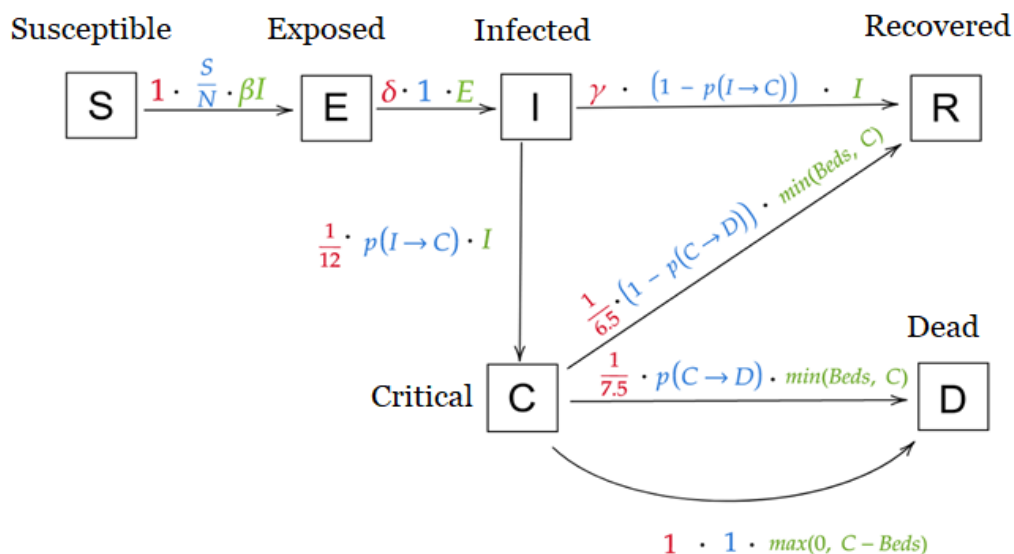 Susceptible Exposed Infected Recovered
S 1 · S/N · βI E δ · 1 · E I γ · (1 − p(I → C)) · I R
1/12 · p(I → C) · I
1/6.5 · (1 − p(C → D)) · min(Beds, C)
Dead
Critical C 1/7.5 · p(C → D) · min(Beds, C) D
1 · 1 · max(0, C − Beds)